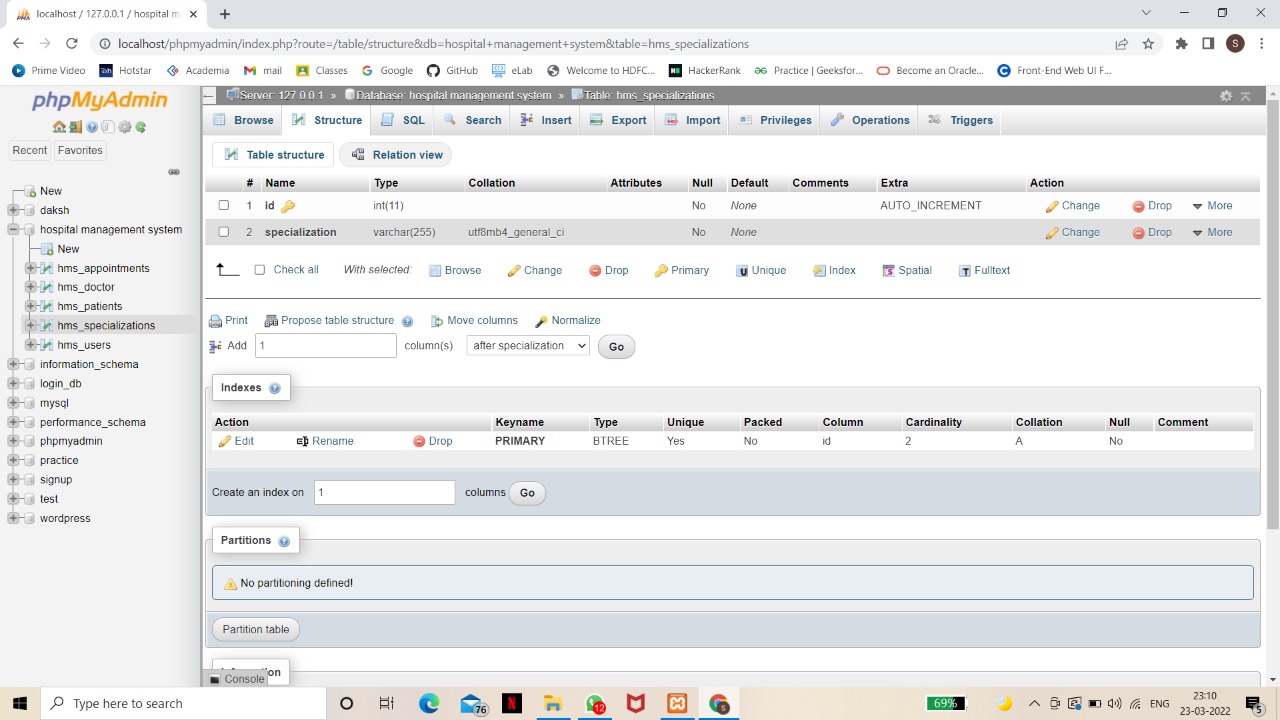 localhost / 127.0.0.1 / hospital m
localhost/phpmyadmin/index.php?route=/table/structure&db=hospital+management+system&table=hms_specializations
S
Prime Video Hotstar Academia mail Classes Google GitHub eLab Welcome to HDFC... HackerRank Practice | Geeksfor... Become an Oracle... Front-End Web UI F...
phpMyAdmin
Server: 127.0.0.1 » Database: hospital management system » Table: hms_specializations
Browse Structure SQL Search Insert Export Import Privileges Operations Triggers
Recent Favorites
Table structure Relation view
New
daksh
hospital management system
New
hms_appointments
hms_doctor
hms_patients
hms_specializations
hms_users
information_schema
login_db
mysql
performance_schema
phpmyadmin
practice
signup
test
wordpress
# Name Type Collation Attributes Null Default Comments Extra Action
1 id int(11) No None AUTO_INCREMENT Change Drop More
2 specialization varchar(255) utf8mb4_general_ci No None Change Drop More
Check all With selected: Browse Change Drop Primary Unique Index Spatial Fulltext
Print Propose table structure Move columns Normalize
Add 1 column(s) after specialization Go
Indexes
Action Keyname Type Unique Packed Column Cardinality Collation Null Comment
Edit Rename Drop PRIMARY BTREE Yes No id 2 A No
Create an index on 1 columns Go
Partitions
No partitioning defined!
Partition table
Console
Type here to search
76
12
69%
ENG
23:10
23-03-2022
5